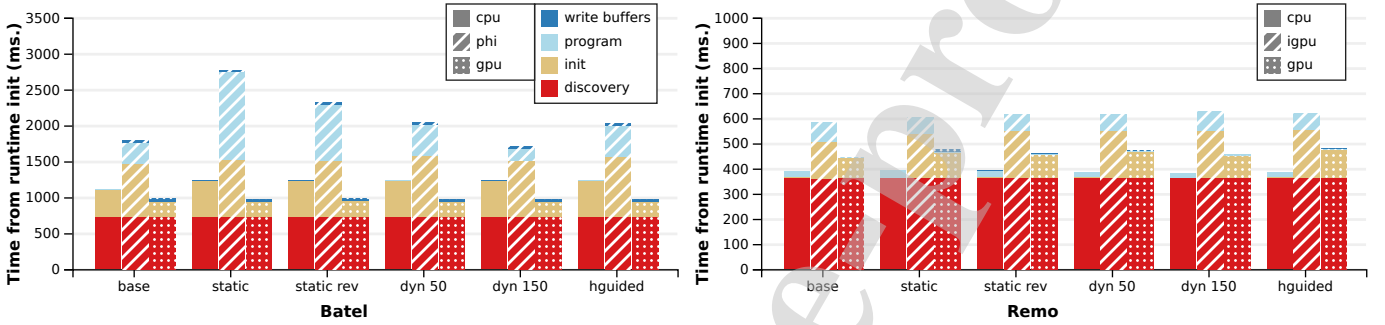 Time from runtime init (ms.)
3500
3000
2500
2000
1500
1000
500
0
cpu
phi
gpu
write buffers
program
init
discovery
base
static
static rev
dyn 50
dyn 150
hguided
Batel
Time from runtime init (ms.)
1000
900
800
700
600
500
400
300
200
100
0
cpu
igpu
gpu
base
static
static rev
dyn 50
dyn 150
hguided
Remo
e-pro